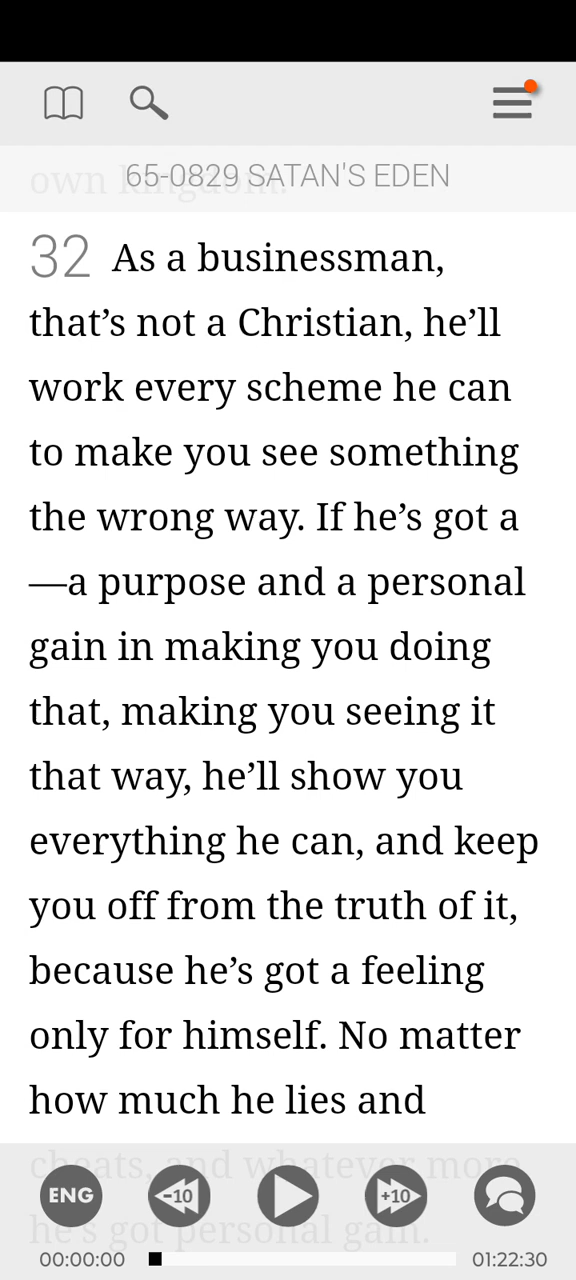 own kingdom.
65-0829 SATAN'S EDEN
32 As a businessman,
that’s not a Christian, he’ll
work every scheme he can
to make you see something
the wrong way. If he’s got a
—a purpose and a personal
gain in making you doing
that, making you seeing it
that way, he’ll show you
everything he can, and keep
you off from the truth of it,
because he’s got a feeling
only for himself. No matter
how much he lies and
cheats, and whatever more
he’s got personal gain.
ENG -10 +10
00:00:00 01:22:30